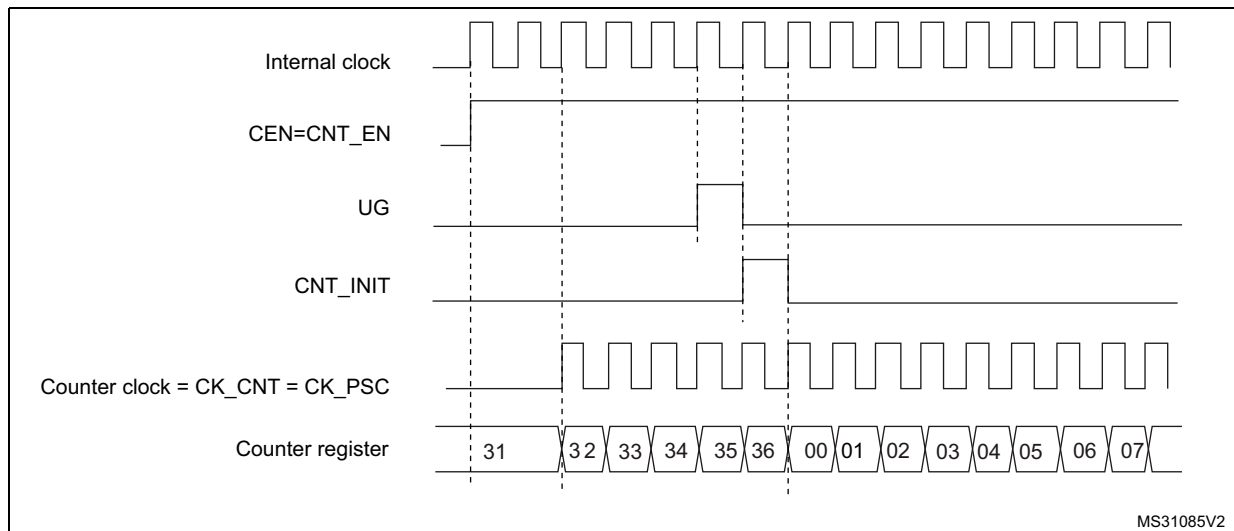 Internal clock
CEN=CNT_EN
UG
CNT_INIT
Counter clock = CK_CNT = CK_PSC
Counter register 31 32 33 34 35 36 00 01 02 03 04 05 06 07
MS31085V2